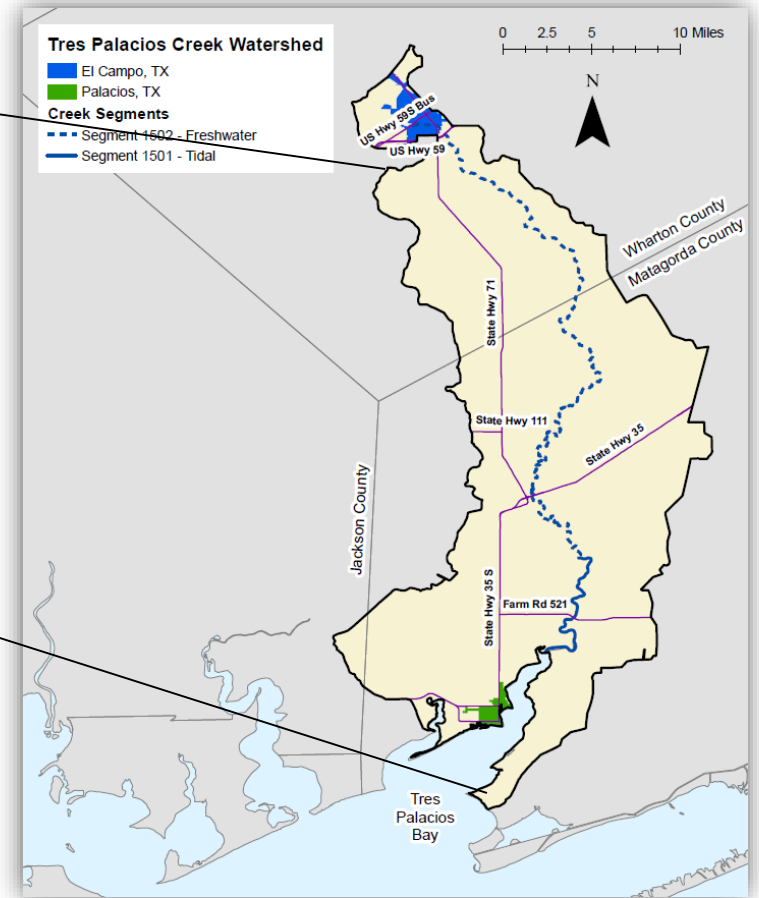 Tres Palacios Creek Watershed
El Campo, TX
Palacios, TX
Creek Segments
Segment 1502 - Freshwater
Segment 1501 - Tidal
0 2.5 5 10 Miles
N
US Hwy 59S Bus
US Hwy 59
Wharton County
Matagorda County
State Hwy 71
State Hwy 111
State Hwy 35
Jackson County
State Hwy 35 S
Farm Rd 521
Tres
Palacios
Bay